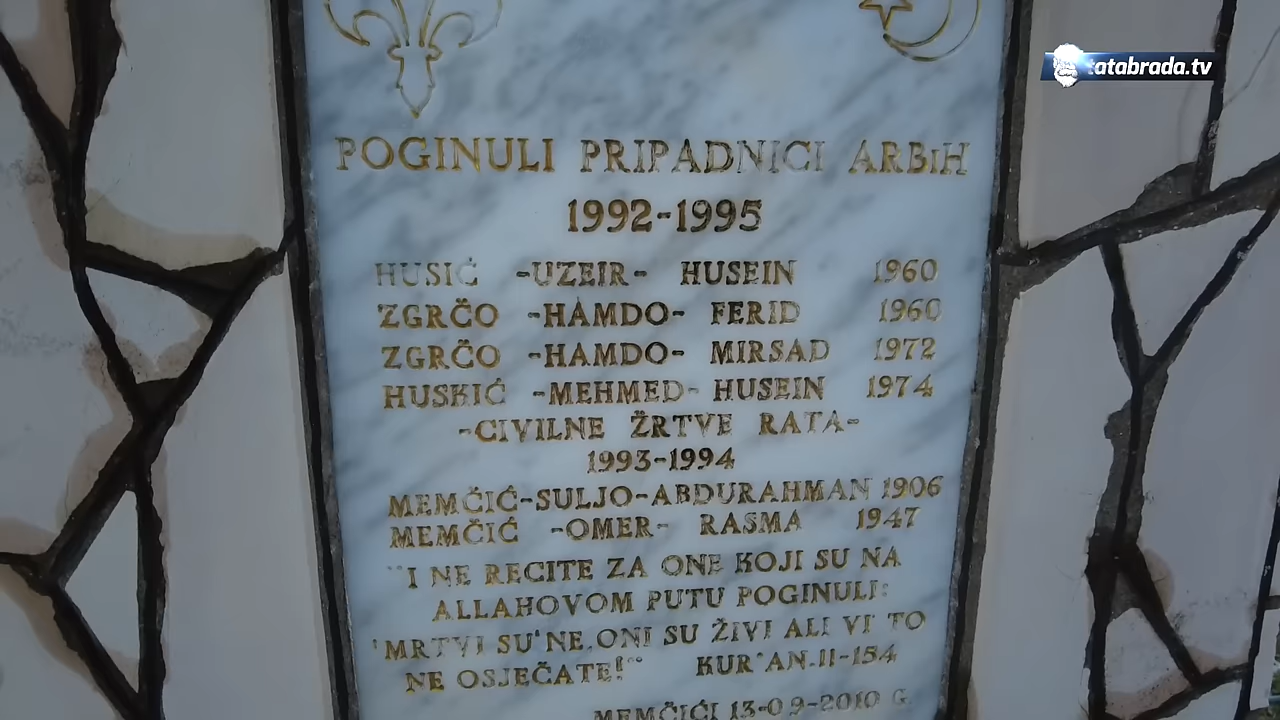 tatabrada.tv
POGINULI PRIPADNICI ARBiH
1992-1995
HUSIĆ -UZEIR- HUSEIN 1960
ZGRČO -HAMDO- FERID 1960
ZGRČO -HAMDO- MIRSAD 1972
HUSKIĆ -MEHMED- HUSEIN 1974
-CIVILNE ŽRTVE RATA-
1993-1994
MEMČIĆ-SULJO-ABDURAHMAN 1906
MEMČIĆ -OMER- RASMA 1947
"I NE RECITE ZA ONE KOJI SU NA
ALLAHOVOM PUTU POGINULI:
'MRTVI SU' NE, ONI SU ŽIVI ALI VI TO
NE OSJEČATE!" KUR'AN.II-154
MEMČIĆI 13-09-2010 G.